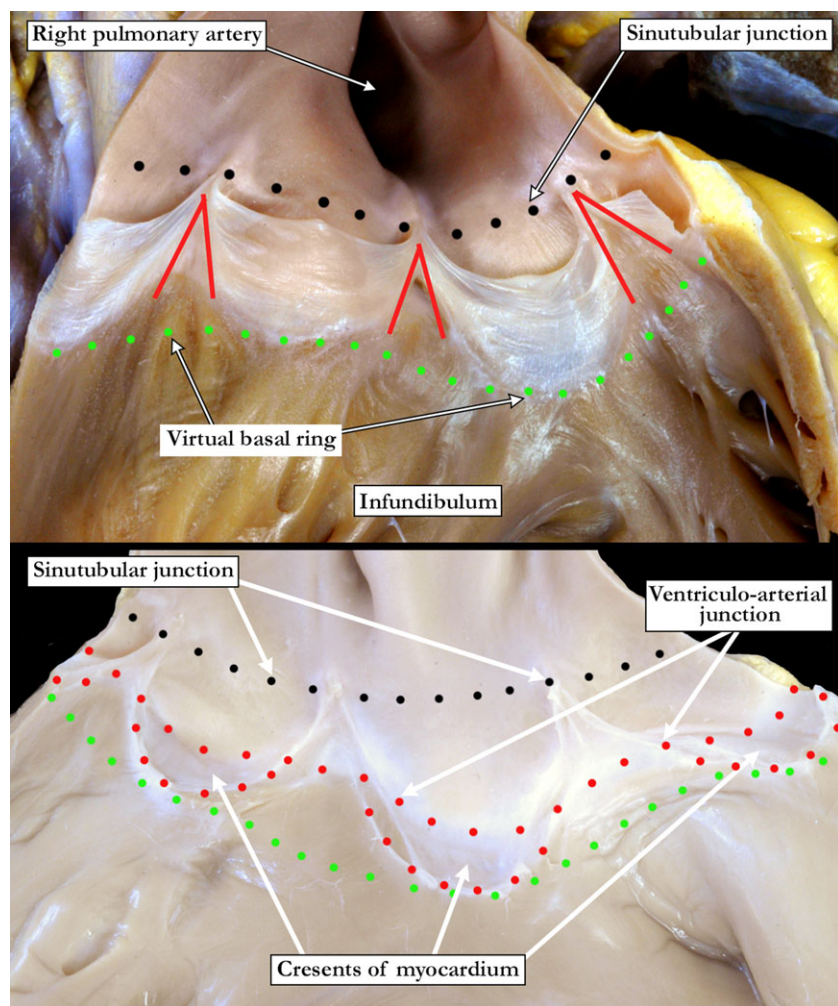 Right pulmonary artery
Sinutubular junction
Virtual basal ring
Infundibulum
Sinutubular junction
Ventriculo-arterial
junction
Cresents of myocardium